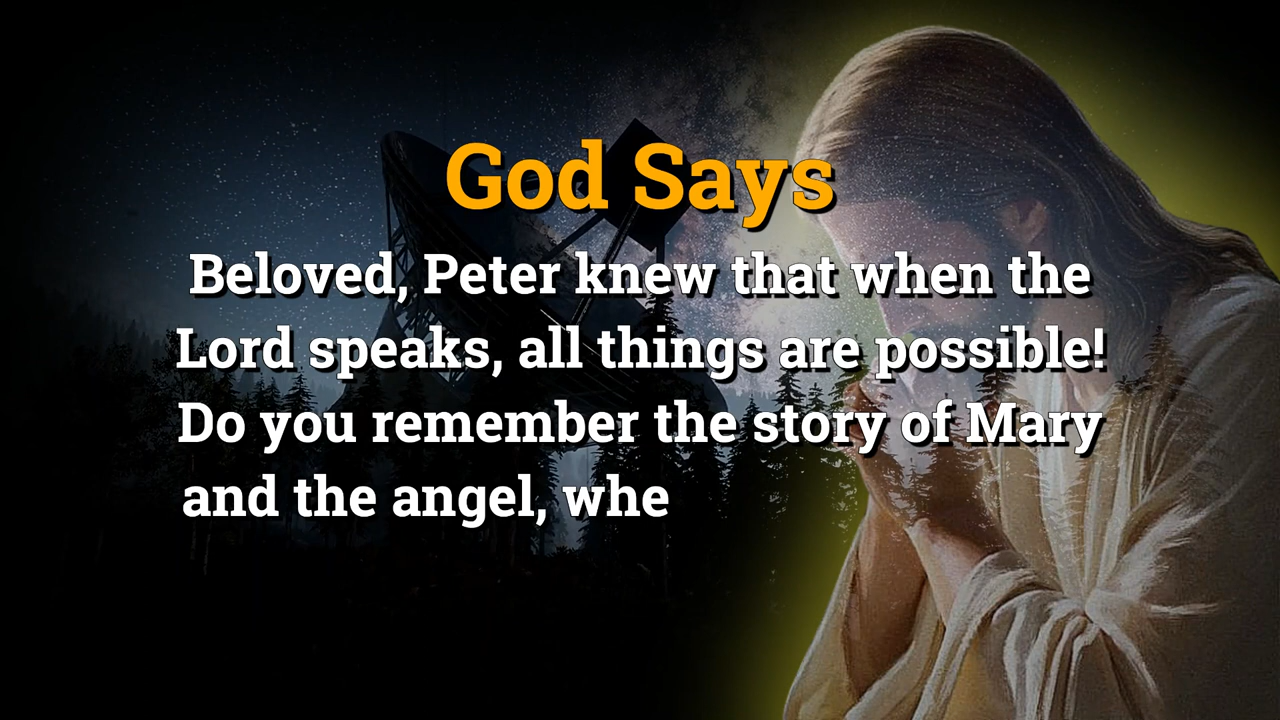 God Says
Beloved, Peter knew that when the
Lord speaks, all things are possible!
Do you remember the story of Mary
and the angel, whe